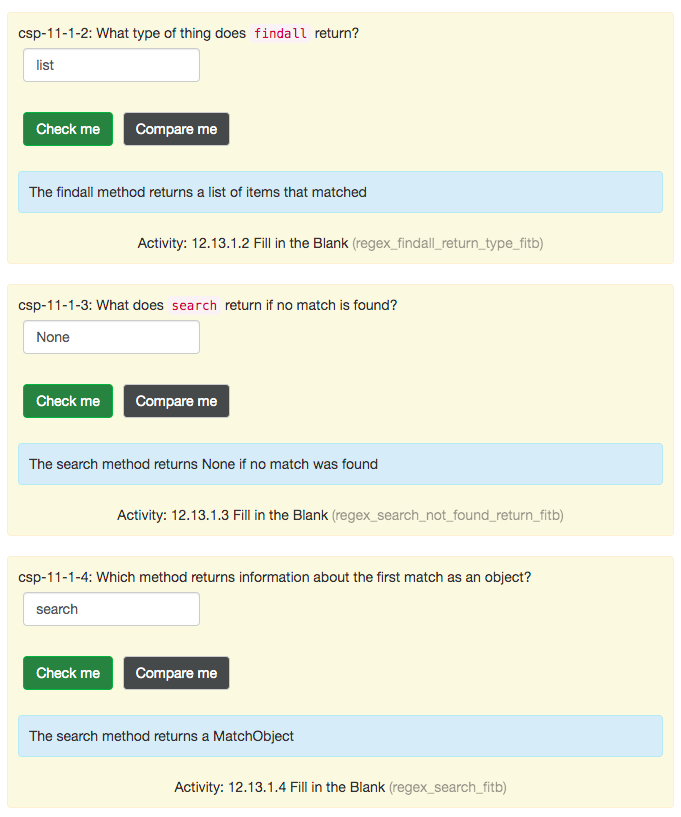 csp-11-1-2: What type of thing does findall return?
list
Check me Compare me
The findall method returns a list of items that matched
Activity: 12.13.1.2 Fill in the Blank (regex_findall_return_type_fitb)
csp-11-1-3: What does search return if no match is found?
None
Check me Compare me
The search method returns None if no match was found
Activity: 12.13.1.3 Fill in the Blank (regex_search_not_found_return_fitb)
csp-11-1-4: Which method returns information about the first match as an object?
search
Check me Compare me
The search method returns a MatchObject
Activity: 12.13.1.4 Fill in the Blank (regex_search_fitb)